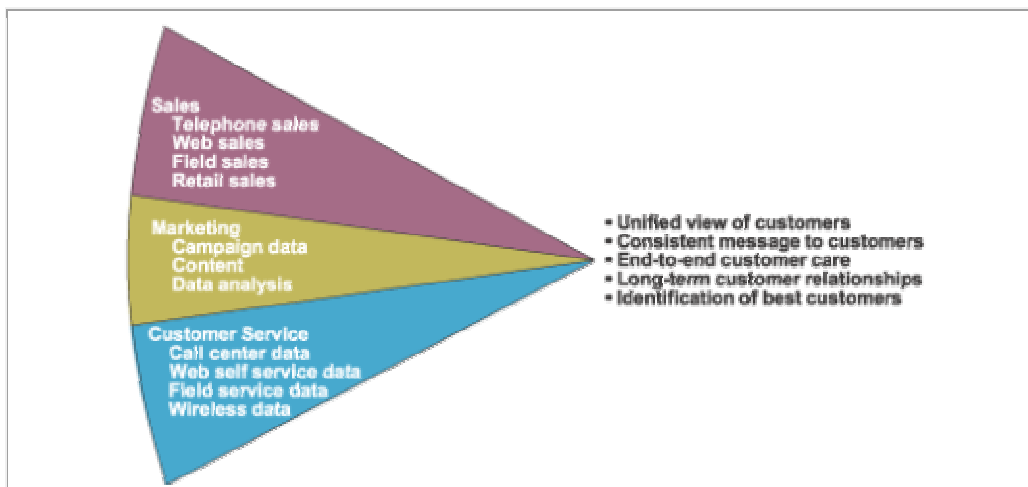 Sales
Telephone sales
Web sales
Field sales
Retail sales
Marketing
Campaign data
Content
Data analysis
Customer Service
Call center data
Web self service data
Field service data
Wireless data
• Unified view of customers
• Consistent message to customers
• End-to-end customer care
• Long-term customer relationships
• Identification of best customers